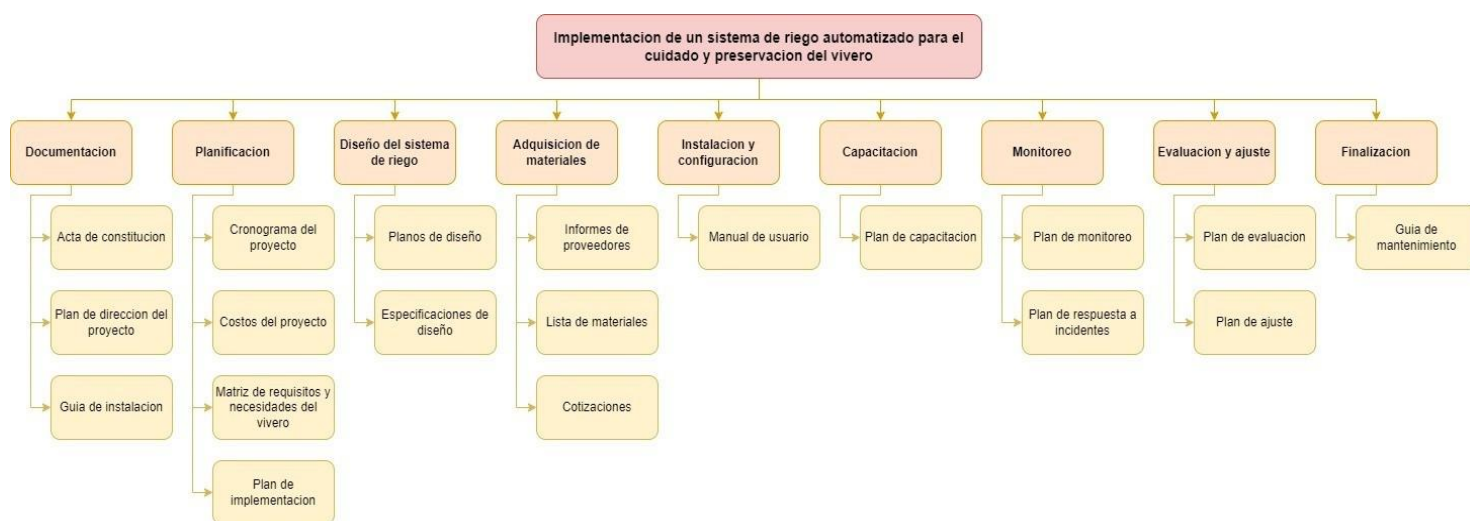 Implementacion de un sistema de riego automatizado para el
cuidado y preservacion del vivero
Documentacion
Planificacion
Diseño del sistema
de riego
Adquisicion de
materiales
Instalacion y
configuracion
Capacitacion
Monitoreo
Evaluacion y ajuste
Finalizacion
Acta de constitucion
Cronograma del
proyecto
Planos de diseño
Informes de
proveedores
Manual de usuario
Plan de capacitacion
Plan de monitoreo
Plan de evaluacion
Guia de
mantenimiento
Plan de direccion del
proyecto
Costos del proyecto
Especificaciones de
diseño
Lista de materiales
Plan de respuesta a
incidentes
Plan de ajuste
Guia de instalacion
Matriz de requisitos y
necesidades del
vivero
Cotizaciones
Plan de
implementacion